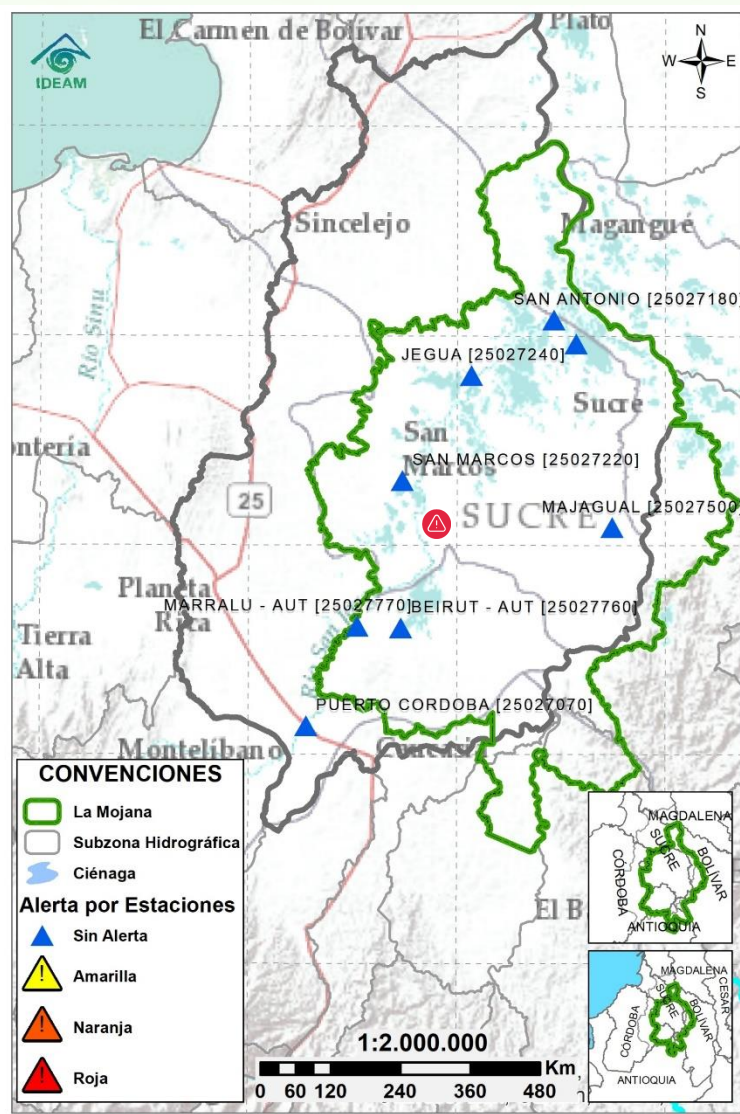 El Carmen de Bolívar
Plato
IDEAM
N
W
E
S
Sincelejo
Magangué
SAN ANTONIO [25027180]
Rio Sinu
JEGUA [25027240]
Sucre
ontería
San
Marcos
SAN MARCOS [25027220]
25
SUCRE
MAJAGUAL [25027500]
Planeta
Rica
MARRALU - AUT [25027770]
BEIRUT - AUT [25027760]
Tierra
Alta
PUERTO CORDOBA [25027070]
Montelíbano
El B
CONVENCIONES
La Mojana
Subzona Hidrográfica
Ciénaga
Alerta por Estaciones
Sin Alerta
Amarilla
Naranja
Roja
1:2.000.000
Km
0 60 120 240 360 480
MAGDALENA
SUCRE
BOLÍVAR
CÓRDOBA
ANTIOQUIA
MAGDALENA
CESAR
SUCRE
BOLÍVAR
CÓRDOBA
ANTIOQUIA